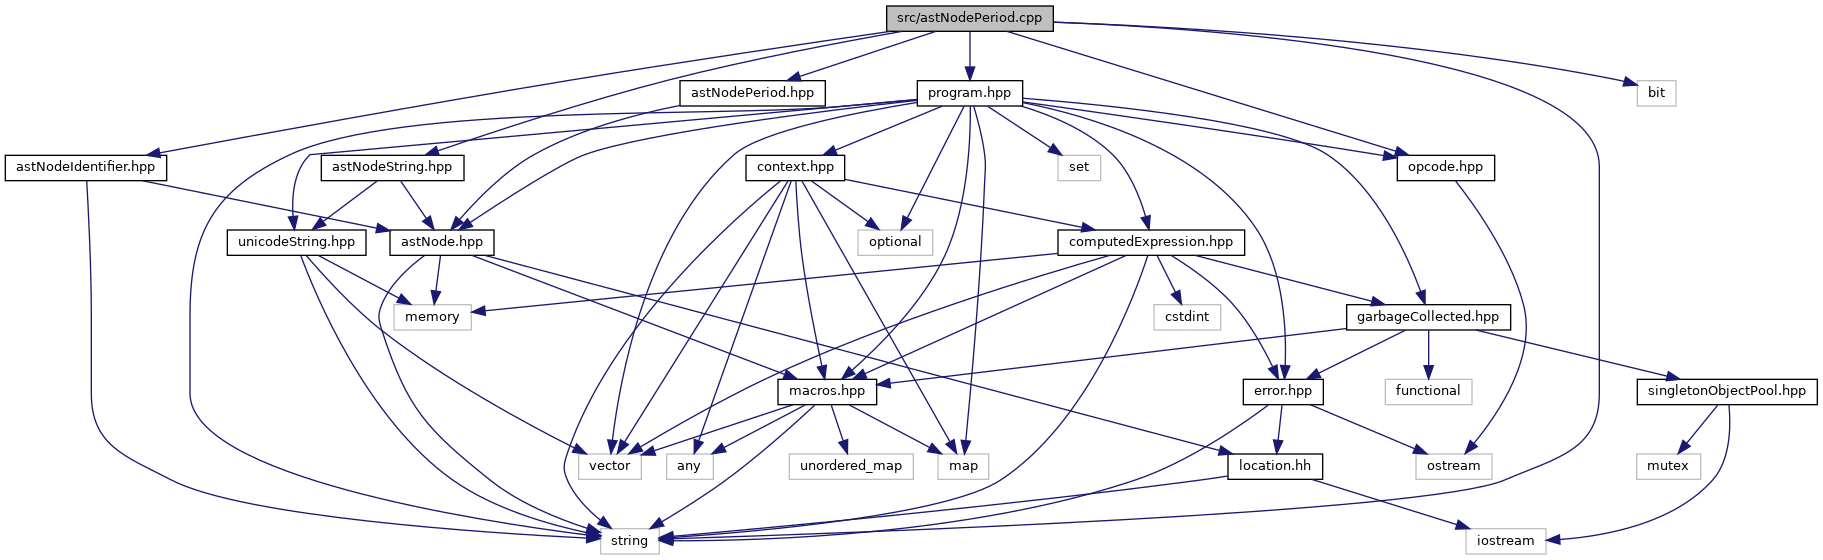 src/astNodePeriod.cpp
astNodePeriod.hpp
program.hpp
bit
astNodeIdentifier.hpp
astNodeString.hpp
context.hpp
set
opcode.hpp
unicodeString.hpp
astNode.hpp
optional
computedExpression.hpp
memory
cstdint
garbageCollected.hpp
macros.hpp
error.hpp
functional
singletonObjectPool.hpp
vector
any
unordered_map
map
location.hh
ostream
mutex
string
iostream